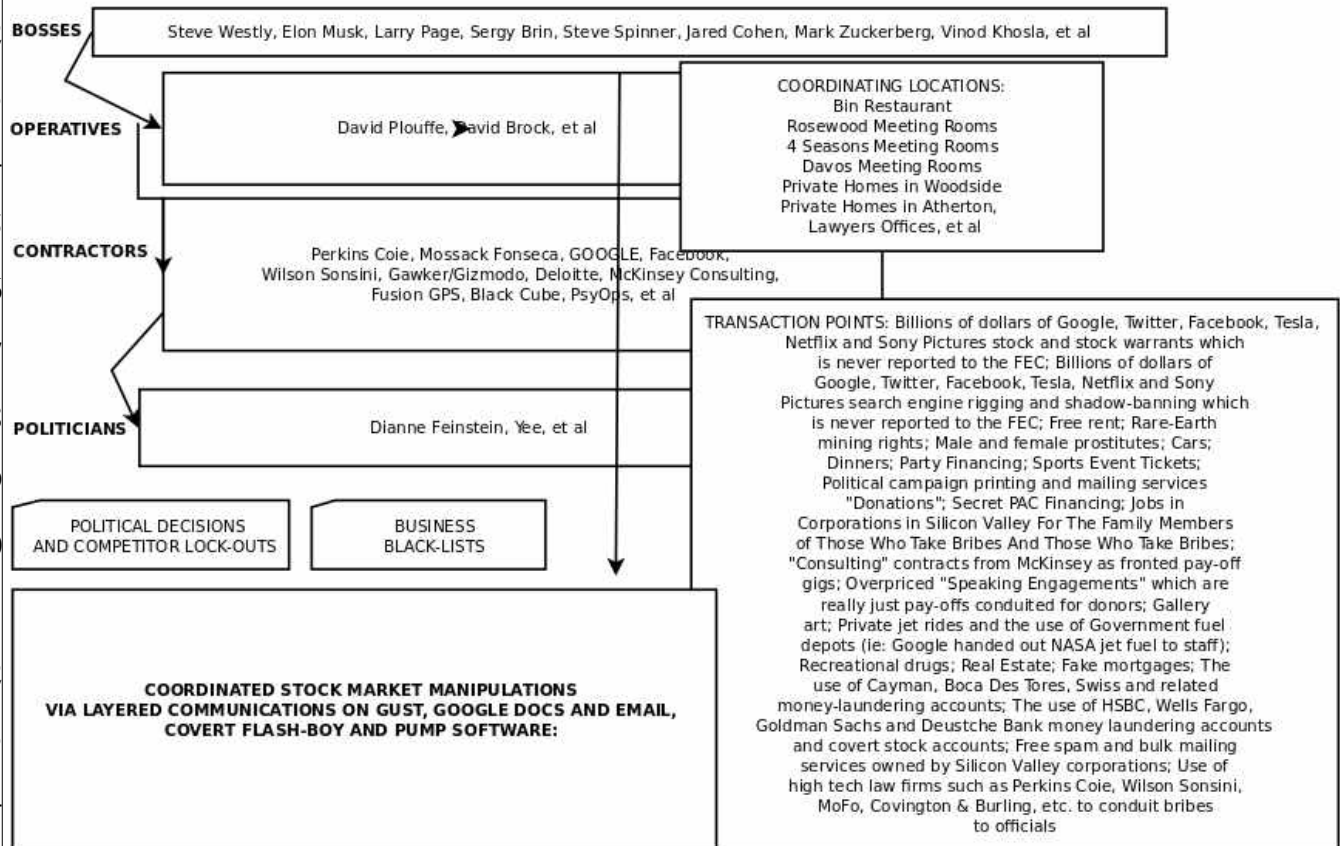 BOSSES
Steve Westly, Elon Musk, Larry Page, Sergy Brin, Steve Spinner, Jared Cohen, Mark Zuckerberg, Vinod Khosla, et al
COORDINATING LOCATIONS:
Bin Restaurant
Rosewood Meeting Rooms
4 Seasons Meeting Rooms
Davos Meeting Rooms
Private Homes in Woodside
Private Homes in Atherton,
Lawyers Offices, et al
OPERATIVES
David Plouffe, David Brock, et al
CONTRACTORS
Perkins Coie, Mossack Fonseca, GOOGLE, Facebook,
Wilson Sonsini, Gawker/Gizmodo, Deloitte, McKinsey Consulting,
Fusion GPS, Black Cube, PsyOps, et al
TRANSACTION POINTS: Billions of dollars of Google, Twitter, Facebook, Tesla,
Netflix and Sony Pictures stock and stock warrants which
is never reported to the FEC; Billions of dollars of
Google, Twitter, Facebook, Tesla, Netflix and Sony
Pictures search engine rigging and shadow-banning which
is never reported to the FEC; Free rent; Rare-Earth
mining rights; Male and female prostitutes; Cars;
Dinners; Party Financing; Sports Event Tickets;
Political campaign printing and mailing services
"Donations"; Secret PAC Financing; Jobs in
Corporations in Silicon Valley For The Family Members
of Those Who Take Bribes And Those Who Take Bribes;
"Consulting" contracts from McKinsey as fronted pay-off
gigs; Overpriced "Speaking Engagements" which are
really just pay-offs conduited for donors; Gallery
art; Private jet rides and the use of Government fuel
depots (ie: Google handed out NASA jet fuel to staff);
Recreational drugs; Real Estate; Fake mortgages; The
use of Cayman, Boca Des Tores, Swiss and related
money-laundering accounts; The use of HSBC, Wells Fargo,
Goldman Sachs and Deustche Bank money laundering accounts
and covert stock accounts; Free spam and bulk mailing
services owned by Silicon Valley corporations; Use of
high tech law firms such as Perkins Coie, Wilson Sonsini,
MoFo, Covington & Burling, etc. to conduit bribes
to officials
POLITICIANS
Dianne Feinstein, Yee, et al
POLITICAL DECISIONS
AND COMPETITOR LOCK-OUTS
BUSINESS
BLACK-LISTS
COORDINATED STOCK MARKET MANIPULATIONS
VIA LAYERED COMMUNICATIONS ON GUST, GOOGLE DOCS AND EMAIL,
COVERT FLASH-BOY AND PUMP SOFTWARE: